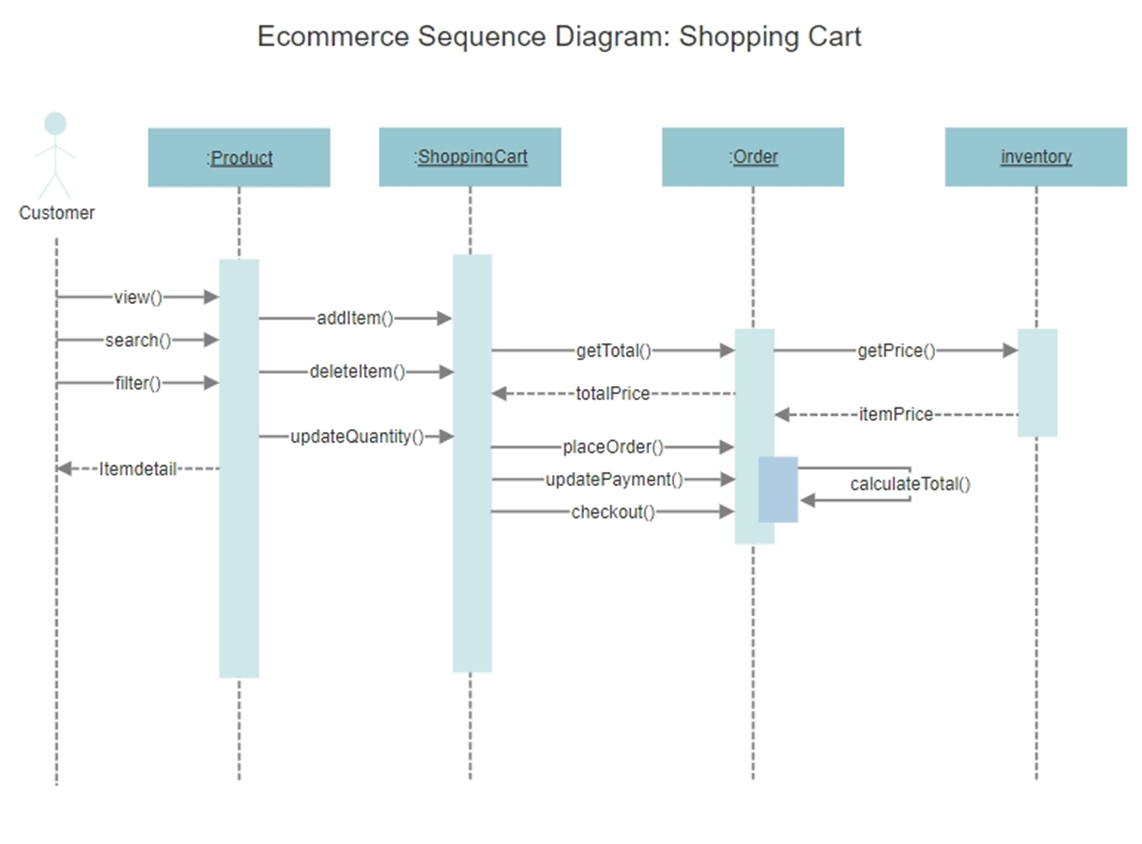 Ecommerce Sequence Diagram: Shopping Cart
Customer
:Product
:ShoppingCart
:Order
inventory
view()
addItem()
search()
getTotal()
getPrice()
deleteItem()
filter()
totalPrice
itemPrice
updateQuantity()
placeOrder()
Itemdetail
updatePayment()
calculateTotal()
checkout()